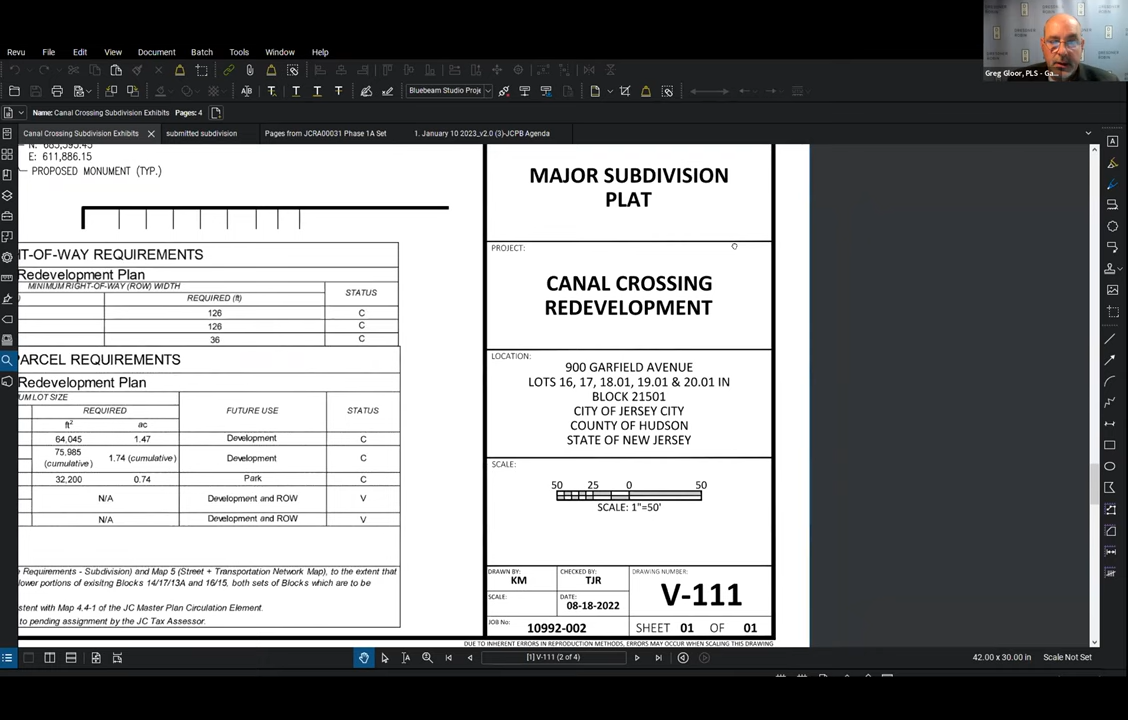 Greg Gloor, PLS - Ga...
Revu File Edit View Document Batch Tools Window Help
Bluebeam Studio Proje
Name: Canal Crossing Subdivision Exhibits Pages: 4
Canal Crossing Subdivision Exhibits submitted subdivision Pages from JCRA00031 Phase 1A Set 1. January 10 2023_v2.0 (3)-JCPB Agenda
E: 611,886.15
PROPOSED MONUMENT (TYP.)
HT-OF-WAY REQUIREMENTS
Redevelopment Plan
MINIMUM RIGHT-OF-WAY (ROW) WIDTH
STATUS
REQUIRED (ft)
126 C
126 C
36 C
PARCEL REQUIREMENTS
Redevelopment Plan
UM LOT SIZE
REQUIRED FUTURE USE STATUS
ft² ac
64,045 1.47 Development C
75,985
(cumulative) 1.74 (cumulative) Development C
32,200 0.74 Park C
N/A Development and ROW V
N/A Development and ROW V
Requirements - Subdivision) and Map 5 (Street + Transportation Network Map), to the extent that
lower portions of exisitng Blocks 14/17/13A and 16/15, both sets of Blocks which are to be
stent with Map 4.4-1 of the JC Master Plan Circulation Element.
to pending assignment by the JC Tax Assessor.
MAJOR SUBDIVISION
PLAT
PROJECT:
CANAL CROSSING
REDEVELOPMENT
LOCATION:
900 GARFIELD AVENUE
LOTS 16, 17, 18.01, 19.01 & 20.01 IN
BLOCK 21501
CITY OF JERSEY CITY
COUNTY OF HUDSON
STATE OF NEW JERSEY
SCALE:
50 25 0 50
SCALE: 1"=50'
DRAWN BY: CHECKED BY: DRAWING NUMBER:
KM TJR
V-111
SCALE: DATE:
08-18-2022
JOB No:
10992-002 SHEET 01 OF 01
DUE TO INHERENT ERRORS IN REPRODUCTION METHODS, ERRORS MAY OCCUR WHEN SCALING THIS DRAWING
[1] V-111 (2 of 4) 42.00 x 30.00 in Scale Not Set